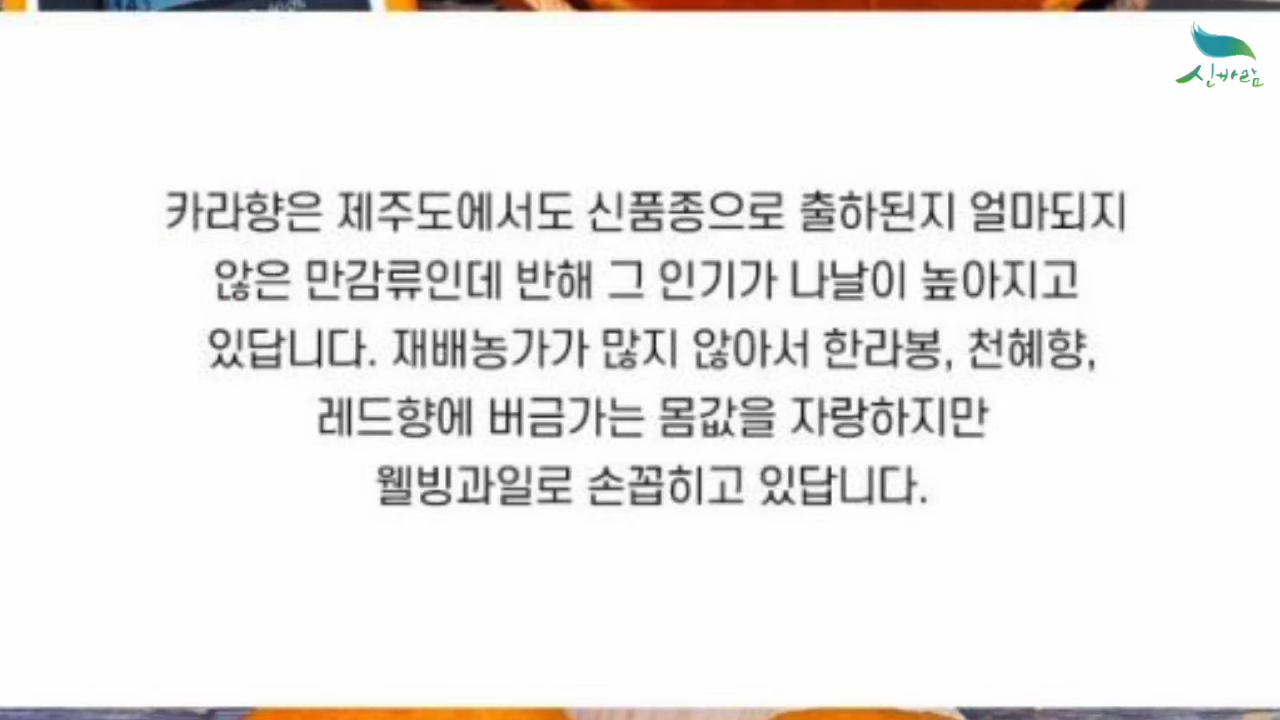 신바람
카라향은 제주도에서도 신품종으로 출하된지 얼마되지
않은 만감류인데 반해 그 인기가 나날이 높아지고
있답니다. 재배농가가 많지 않아서 한라봉, 천혜향,
레드향에 버금가는 몸값을 자랑하지만
웰빙과일로 손꼽히고 있답니다.